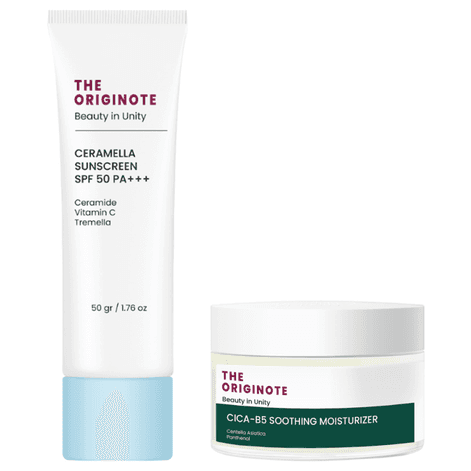 THE
ORIGINOTE
Beauty in Unity
CERAMELLA
SUNSCREEN
SPF 50 PA+++
Ceramide
Vitamin C
Tremella
50 gr / 1.76 oz
THE
ORIGINOTE
Beauty in Unity
CICA-B5 SOOTHING MOISTURIZER
Centella Asiatica
Panthenol